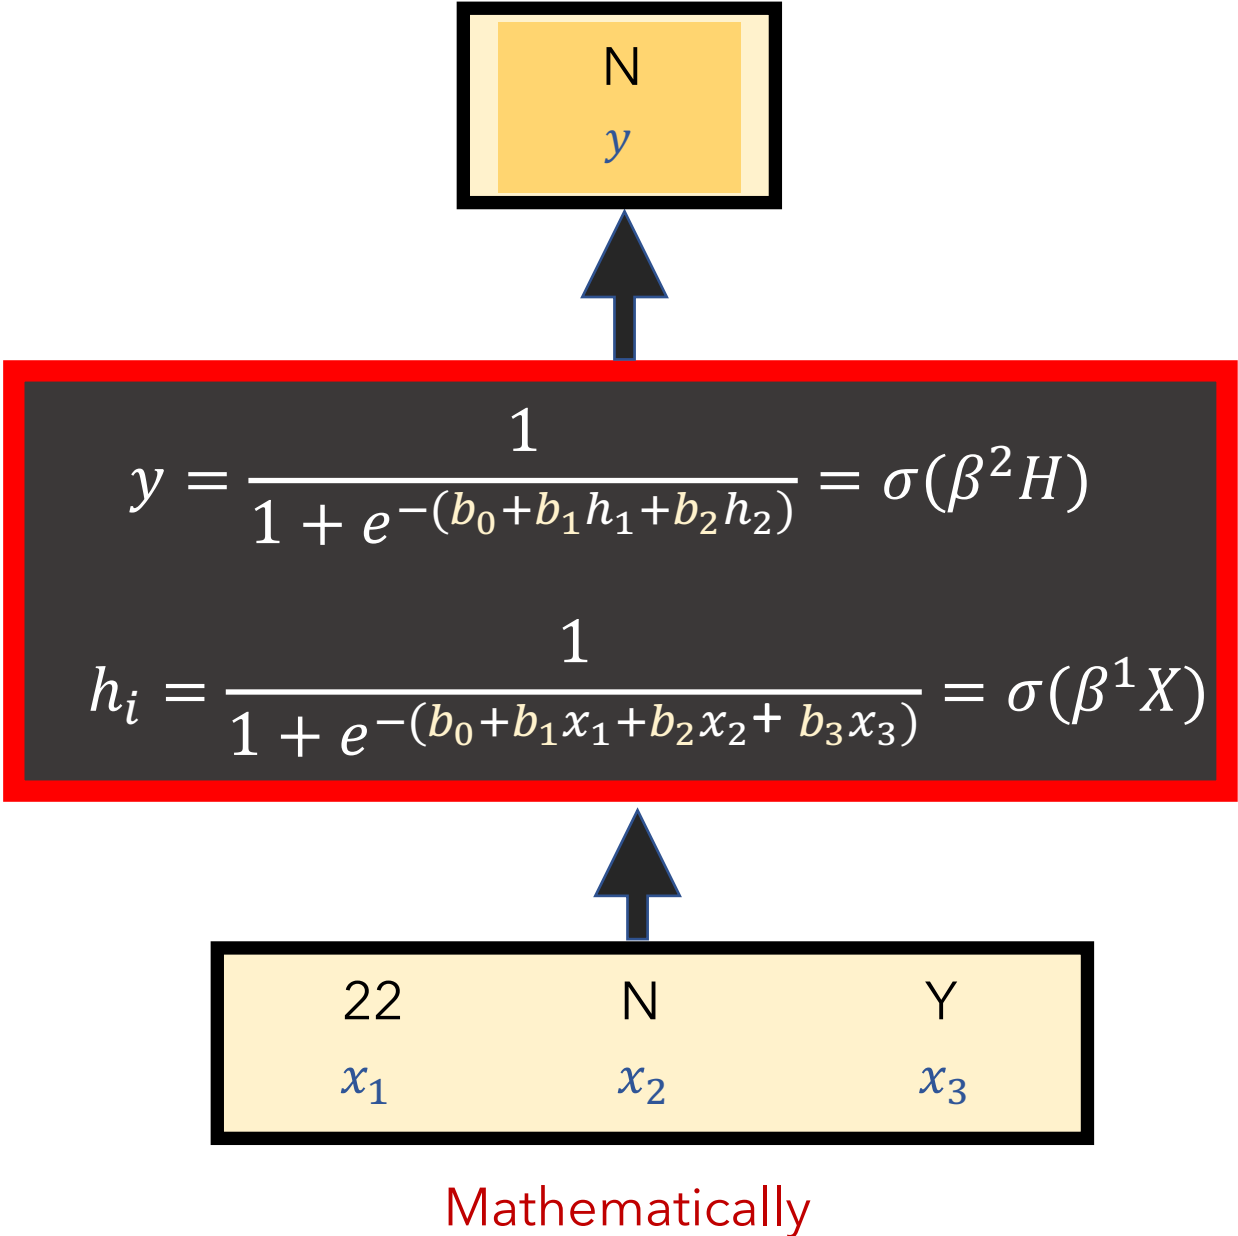 N
y
y = 1 / (1 + e^−(b₀+b₁h₁+b₂h₂)) = σ(β²H)
hᵢ = 1 / (1 + e^−(b₀+b₁x₁+b₂x₂+ b₃x₃)) = σ(β¹X)
22 N Y
x₁ x₂ x₃
Mathematically